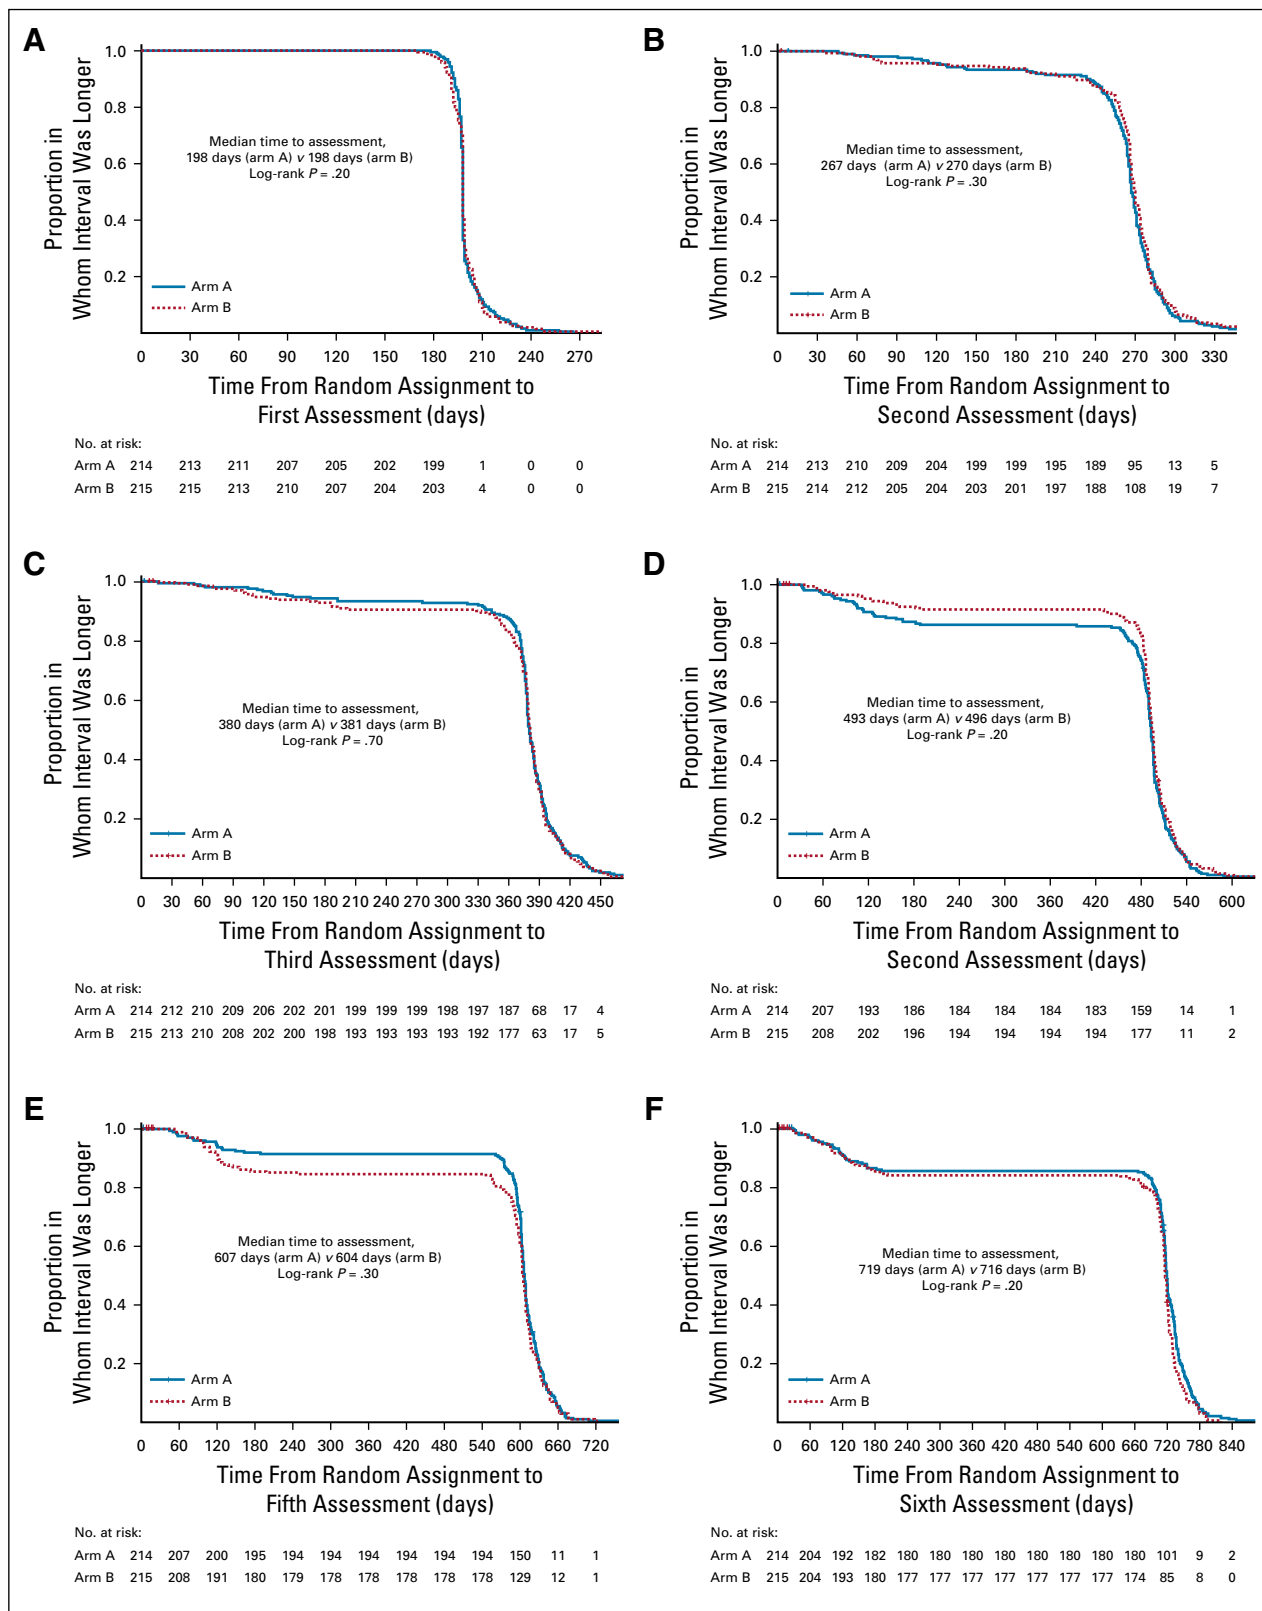 A
Proportion in
Whom Interval Was Longer
1.0
0.8
0.6
0.4
0.2
Median time to assessment,
198 days (arm A) v 198 days (arm B)
Log-rank P = .20
Arm A
Arm B
0 30 60 90 120 150 180 210 240 270
Time From Random Assignment to
First Assessment (days)
No. at risk:
Arm A 214 213 211 207 205 202 199 1 0 0
Arm B 215 215 213 210 207 204 203 4 0 0
B
Proportion in
Whom Interval Was Longer
1.0
0.8
0.6
0.4
0.2
Median time to assessment,
267 days (arm A) v 270 days (arm B)
Log-rank P = .30
Arm A
Arm B
0 30 60 90 120 150 180 210 240 270 300 330
Time From Random Assignment to
Second Assessment (days)
No. at risk:
Arm A 214 213 210 209 204 199 199 195 189 95 13 5
Arm B 215 214 212 205 204 203 201 197 188 108 19 7
C
Proportion in
Whom Interval Was Longer
1.0
0.8
0.6
0.4
0.2
Median time to assessment,
380 days (arm A) v 381 days (arm B)
Log-rank P = .70
Arm A
Arm B
0 30 60 90 120 150 180 210 240 270 300 330 360 390 420 450
Time From Random Assignment to
Third Assessment (days)
No. at risk:
Arm A 214 212 210 209 206 202 201 199 199 199 198 197 187 68 17 4
Arm B 215 213 210 208 202 200 198 193 193 193 193 192 177 63 17 5
D
Proportion in
Whom Interval Was Longer
1.0
0.8
0.6
0.4
0.2
Median time to assessment,
493 days (arm A) v 496 days (arm B)
Log-rank P = .20
Arm A
Arm B
0 60 120 180 240 300 360 420 480 540 600
Time From Random Assignment to
Second Assessment (days)
No. at risk:
Arm A 214 207 193 186 184 184 184 183 159 14 1
Arm B 215 208 202 196 194 194 194 194 177 11 2
E
Proportion in
Whom Interval Was Longer
1.0
0.8
0.6
0.4
0.2
Median time to assessment,
607 days (arm A) v 604 days (arm B)
Log-rank P = .30
Arm A
Arm B
0 60 120 180 240 300 360 420 480 540 600 660 720
Time From Random Assignment to
Fifth Assessment (days)
No. at risk:
Arm A 214 207 200 195 194 194 194 194 194 194 150 11 1
Arm B 215 208 191 180 179 178 178 178 178 178 129 12 1
F
Proportion in
Whom Interval Was Longer
1.0
0.8
0.6
0.4
0.2
Median time to assessment,
719 days (arm A) v 716 days (arm B)
Log-rank P = .20
Arm A
Arm B
0 60 120 180 240 300 360 420 480 540 600 660 720 780 840
Time From Random Assignment to
Sixth Assessment (days)
No. at risk:
Arm A 214 204 192 182 180 180 180 180 180 180 180 180 101 9 2
Arm B 215 204 193 180 177 177 177 177 177 177 177 174 85 8 0